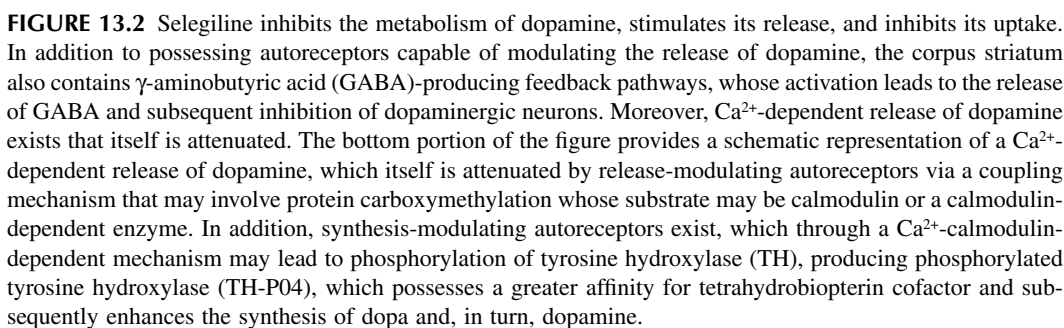 FIGURE 13.2 Selegiline inhibits the metabolism of dopamine, stimulates its release, and inhibits its uptake.
In addition to possessing autoreceptors capable of modulating the release of dopamine, the corpus striatum
also contains γ-aminobutyric acid (GABA)-producing feedback pathways, whose activation leads to the release
of GABA and subsequent inhibition of dopaminergic neurons. Moreover, Ca²⁺-dependent release of dopamine
exists that itself is attenuated. The bottom portion of the figure provides a schematic representation of a Ca²⁺-
dependent release of dopamine, which itself is attenuated by release-modulating autoreceptors via a coupling
mechanism that may involve protein carboxymethylation whose substrate may be calmodulin or a calmodulin-
dependent enzyme. In addition, synthesis-modulating autoreceptors exist, which through a Ca²⁺-calmodulin-
dependent mechanism may lead to phosphorylation of tyrosine hydroxylase (TH), producing phosphorylated
tyrosine hydroxylase (TH-P04), which possesses a greater affinity for tetrahydrobiopterin cofactor and sub-
sequently enhances the synthesis of dopa and, in turn, dopamine.